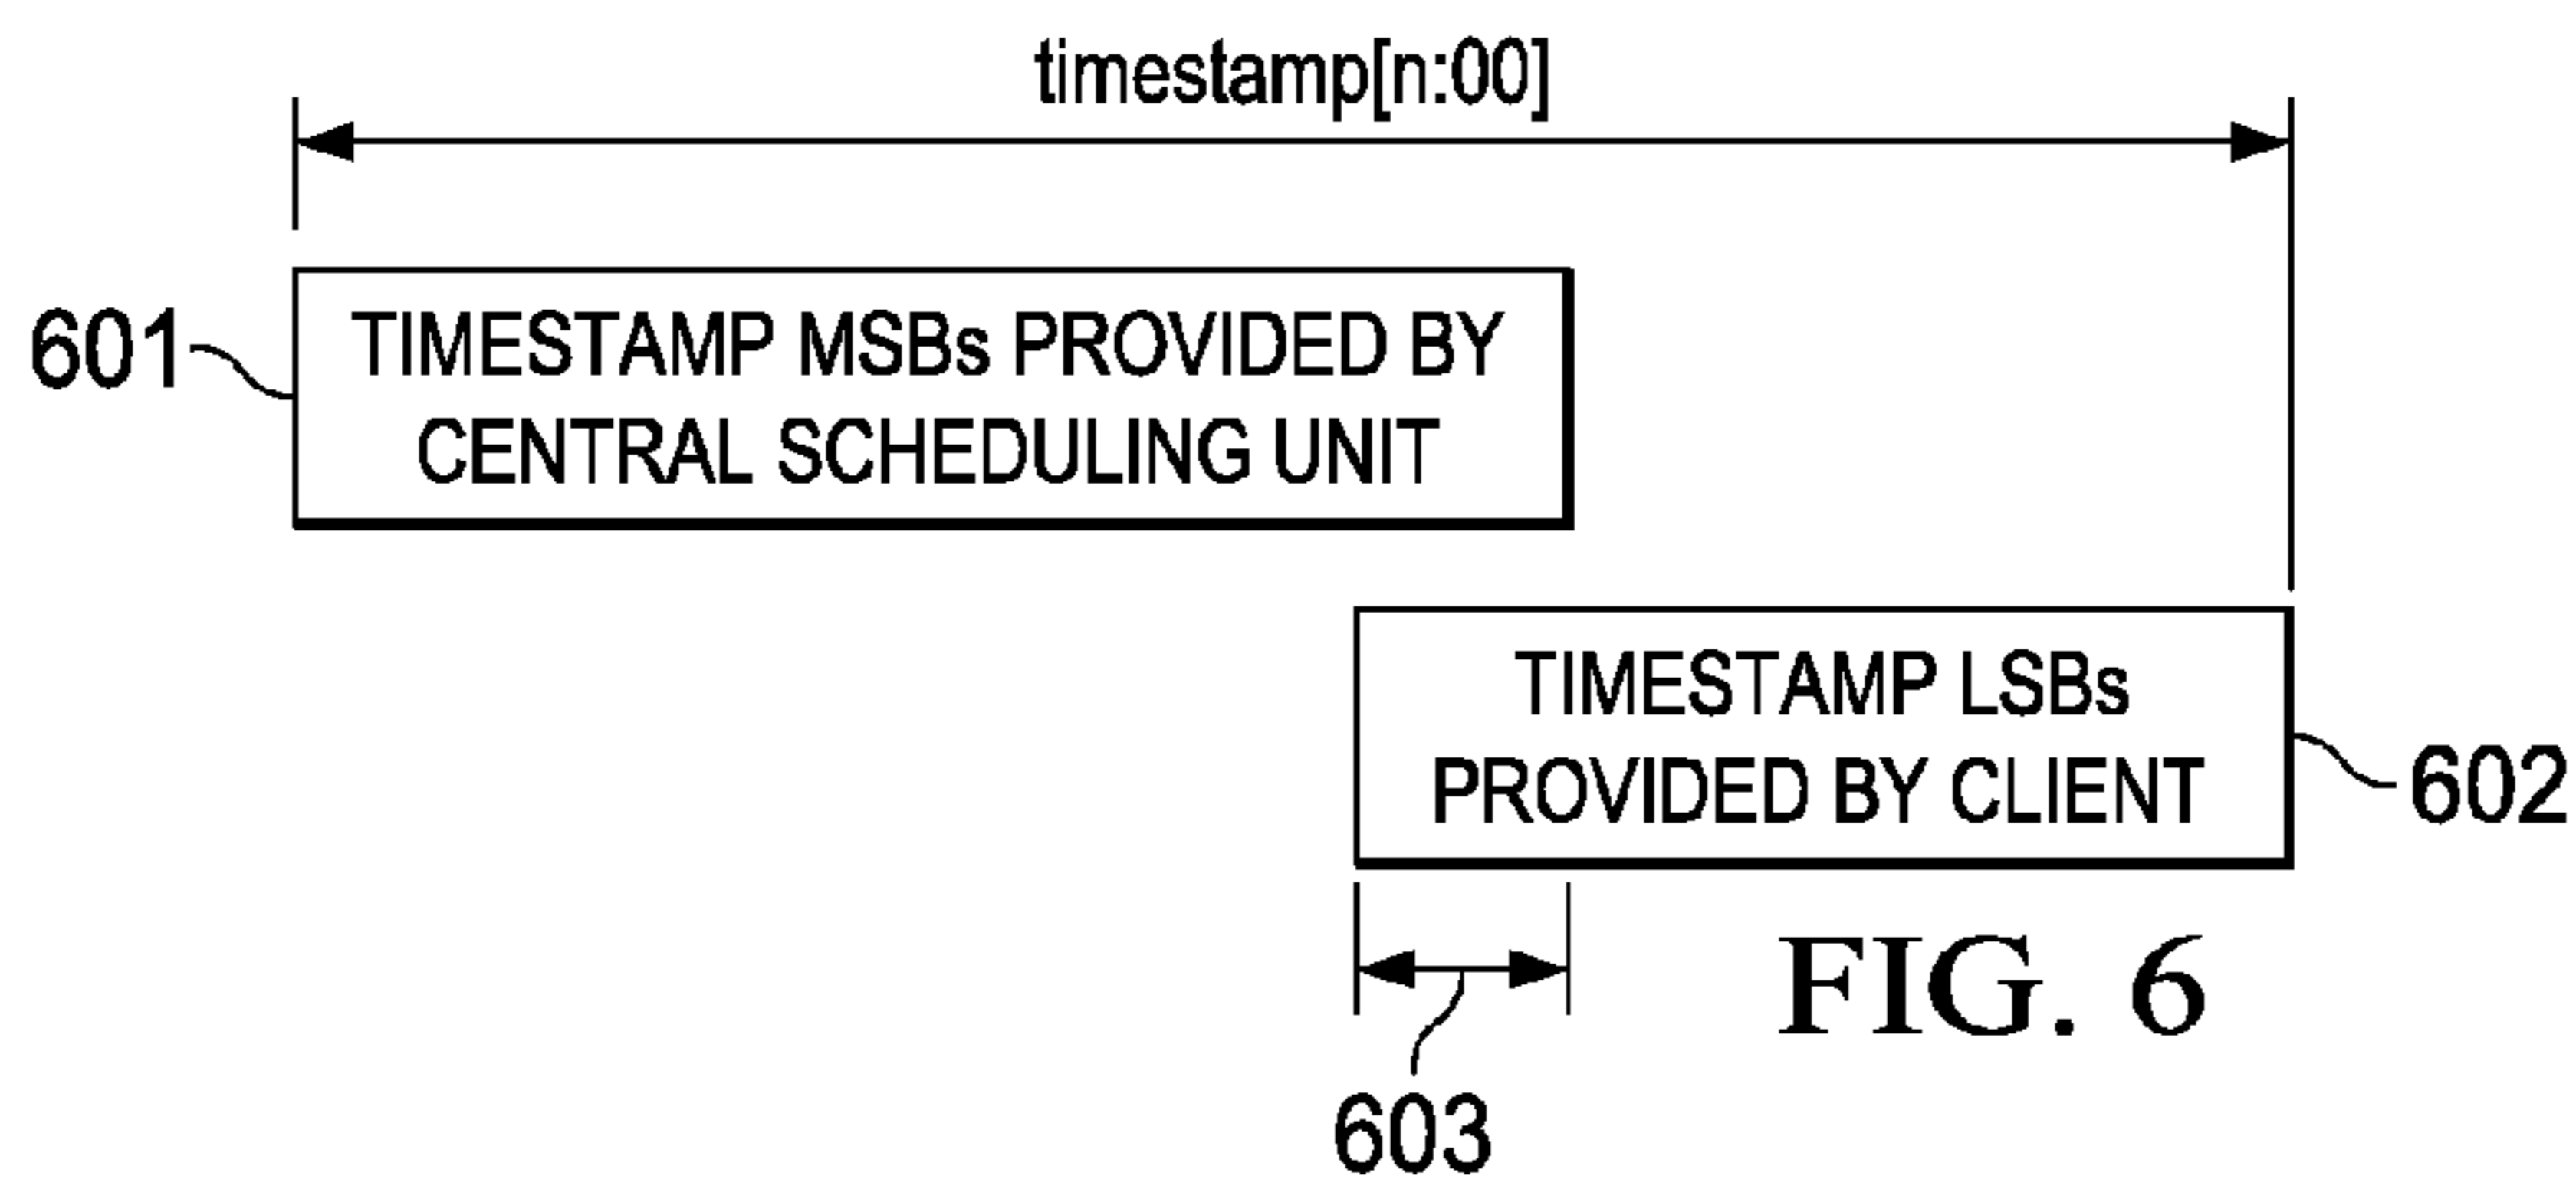 timestamp[n:00]
601
TIMESTAMP MSBs PROVIDED BY
CENTRAL SCHEDULING UNIT
TIMESTAMP LSBs
PROVIDED BY CLIENT
602
603
FIG. 6